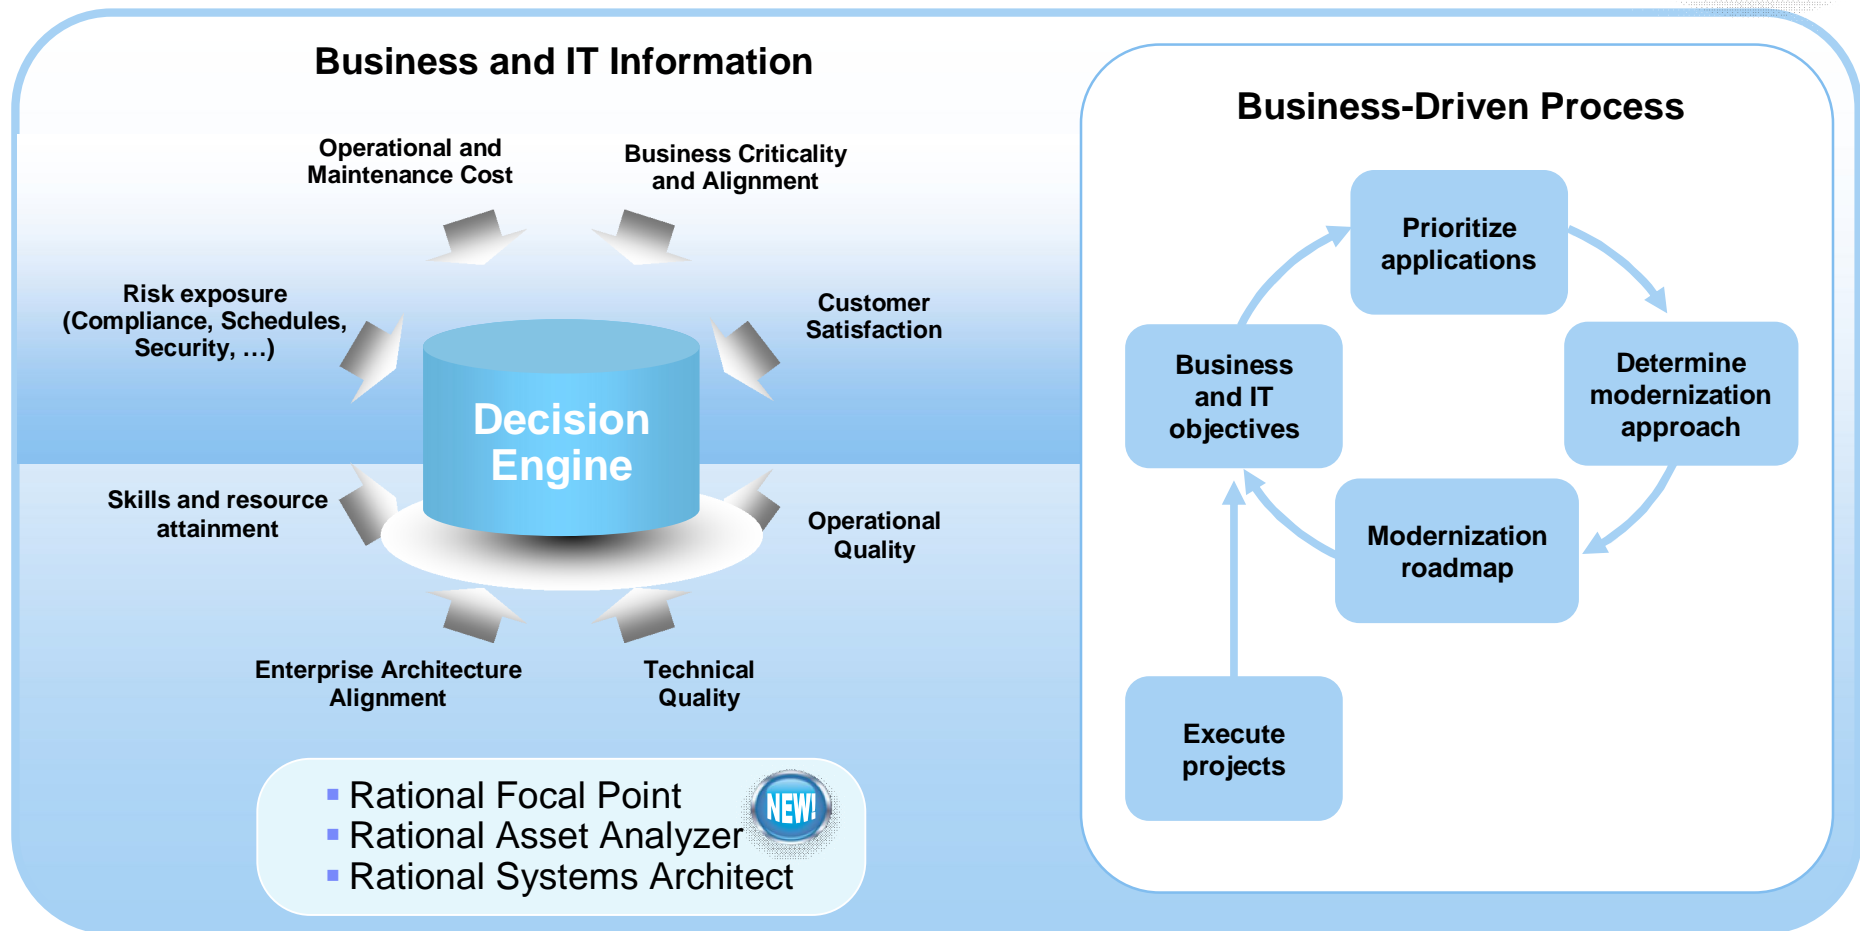 Business and IT Information
Operational and
Maintenance Cost
Business Criticality
and Alignment
Risk exposure
(Compliance, Schedules,
Security, …)
Customer
Satisfaction
Decision
Engine
Skills and resource
attainment
Operational
Quality
Enterprise Architecture
Alignment
Technical
Quality
▪ Rational Focal Point
NEW!
▪ Rational Asset Analyzer
▪ Rational Systems Architect
Business-Driven Process
Prioritize
applications
Business
and IT
objectives
Determine
modernization
approach
Modernization
roadmap
Execute
projects